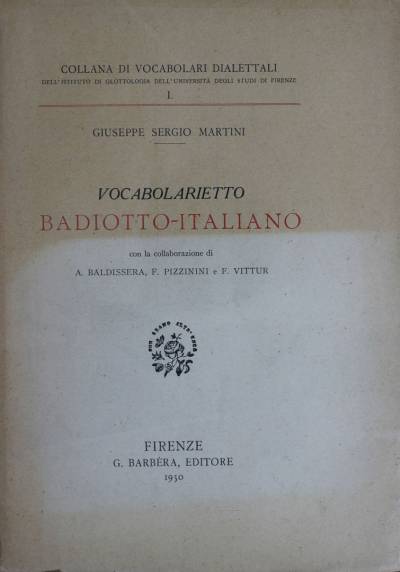 COLLANA DI VOCABOLARI DIALETTALI
DELL'ISTITUTO DI GLOTTOLOGIA DELL'UNIVERSITÀ DEGLI STUDI DI FIRENZE
I.
GIUSEPPE SERGIO MARTINI
VOCABOLARIETTO
BADIOTTO-ITALIANO
con la collaborazione di
A. BALDISSERA, F. PIZZININI e F. VITTUR
FIRENZE
G. BARBÈRA, EDITORE
1950